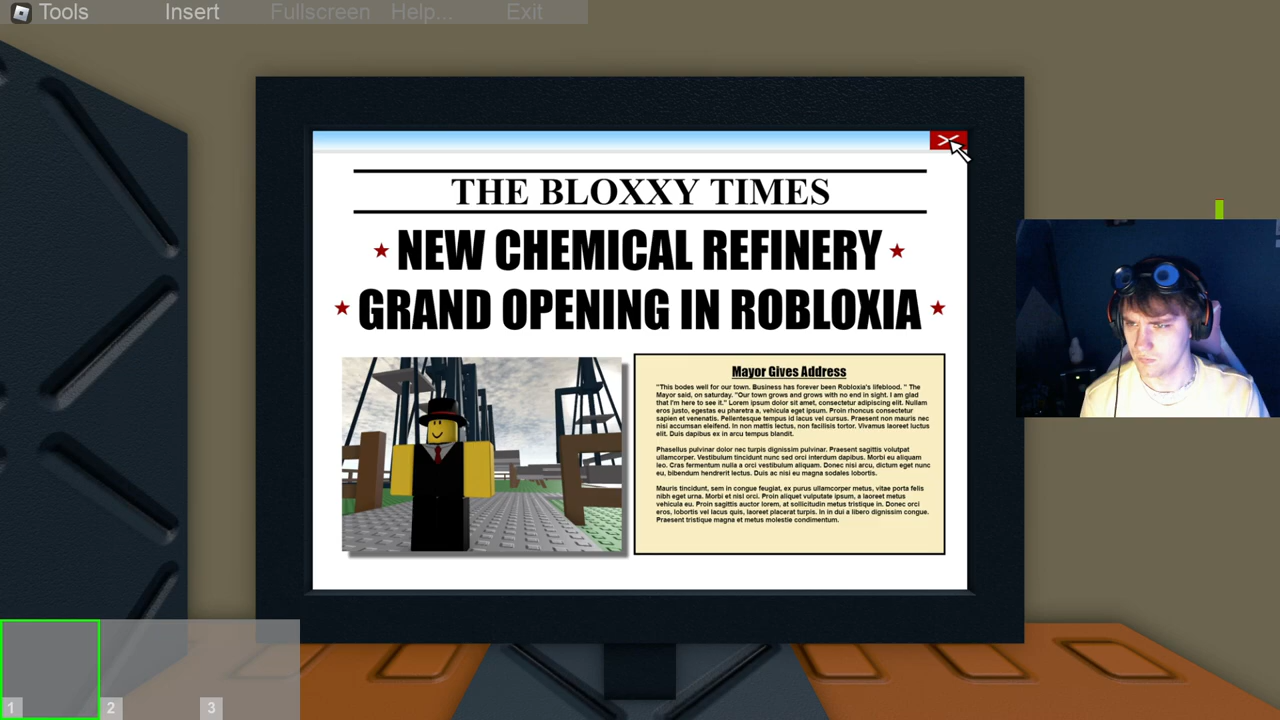 Tools Insert Fullscreen Help... Exit
THE BLOXXY TIMES
NEW CHEMICAL REFINERY
GRAND OPENING IN ROBLOXIA
Mayor Gives Address
"This bodes well for our town. Business has forever been Robloxia's lifeblood. " The
Mayor said, on saturday. "Our town grows and grows with no end in sight. I am glad
that I'm here to see it." Lorem ipsum dolor sit amet, consectetur adipiscing elit. Nullam
eros justo, egestas eu pharetra a, vehicula eget ipsum. Proin rhoncus consectetur
sapien et venenatis. Pellentesque tempus id lacus vel cursus. Praesent non mauris nec
nisi accumsan eleifend. In non mattis lectus, non facilisis tortor. Vivamus laoreet luctus
elit. Duis dapibus ex in arcu tempus blandit.
Phasellus pulvinar dolor nec turpis dignissim pulvinar. Praesent sagittis volutpat
ullamcorper. Vestibulum tincidunt nunc sed orci interdum dapibus. Morbi eu aliquam
leo. Cras fermentum nulla a orci vestibulum aliquam. Donec nisi arcu, dictum eget nunc
eu, bibendum hendrerit lectus. Duis ac nisi eu magna sodales lobortis.
Mauris tincidunt, sem in congue feugiat, ex purus ullamcorper metus, vitae porta felis
nibh eget urna. Morbi et nisl orci. Proin aliquet vulputate ipsum, a laoreet metus
vehicula eu. Proin sagittis auctor lorem, at sollicitudin metus tristique in. Donec orci
eros, lobortis vel lacus quis, laoreet placerat turpis. In in dui a libero dignissim congue.
Praesent tristique magna et metus molestie condimentum.
1 2 3